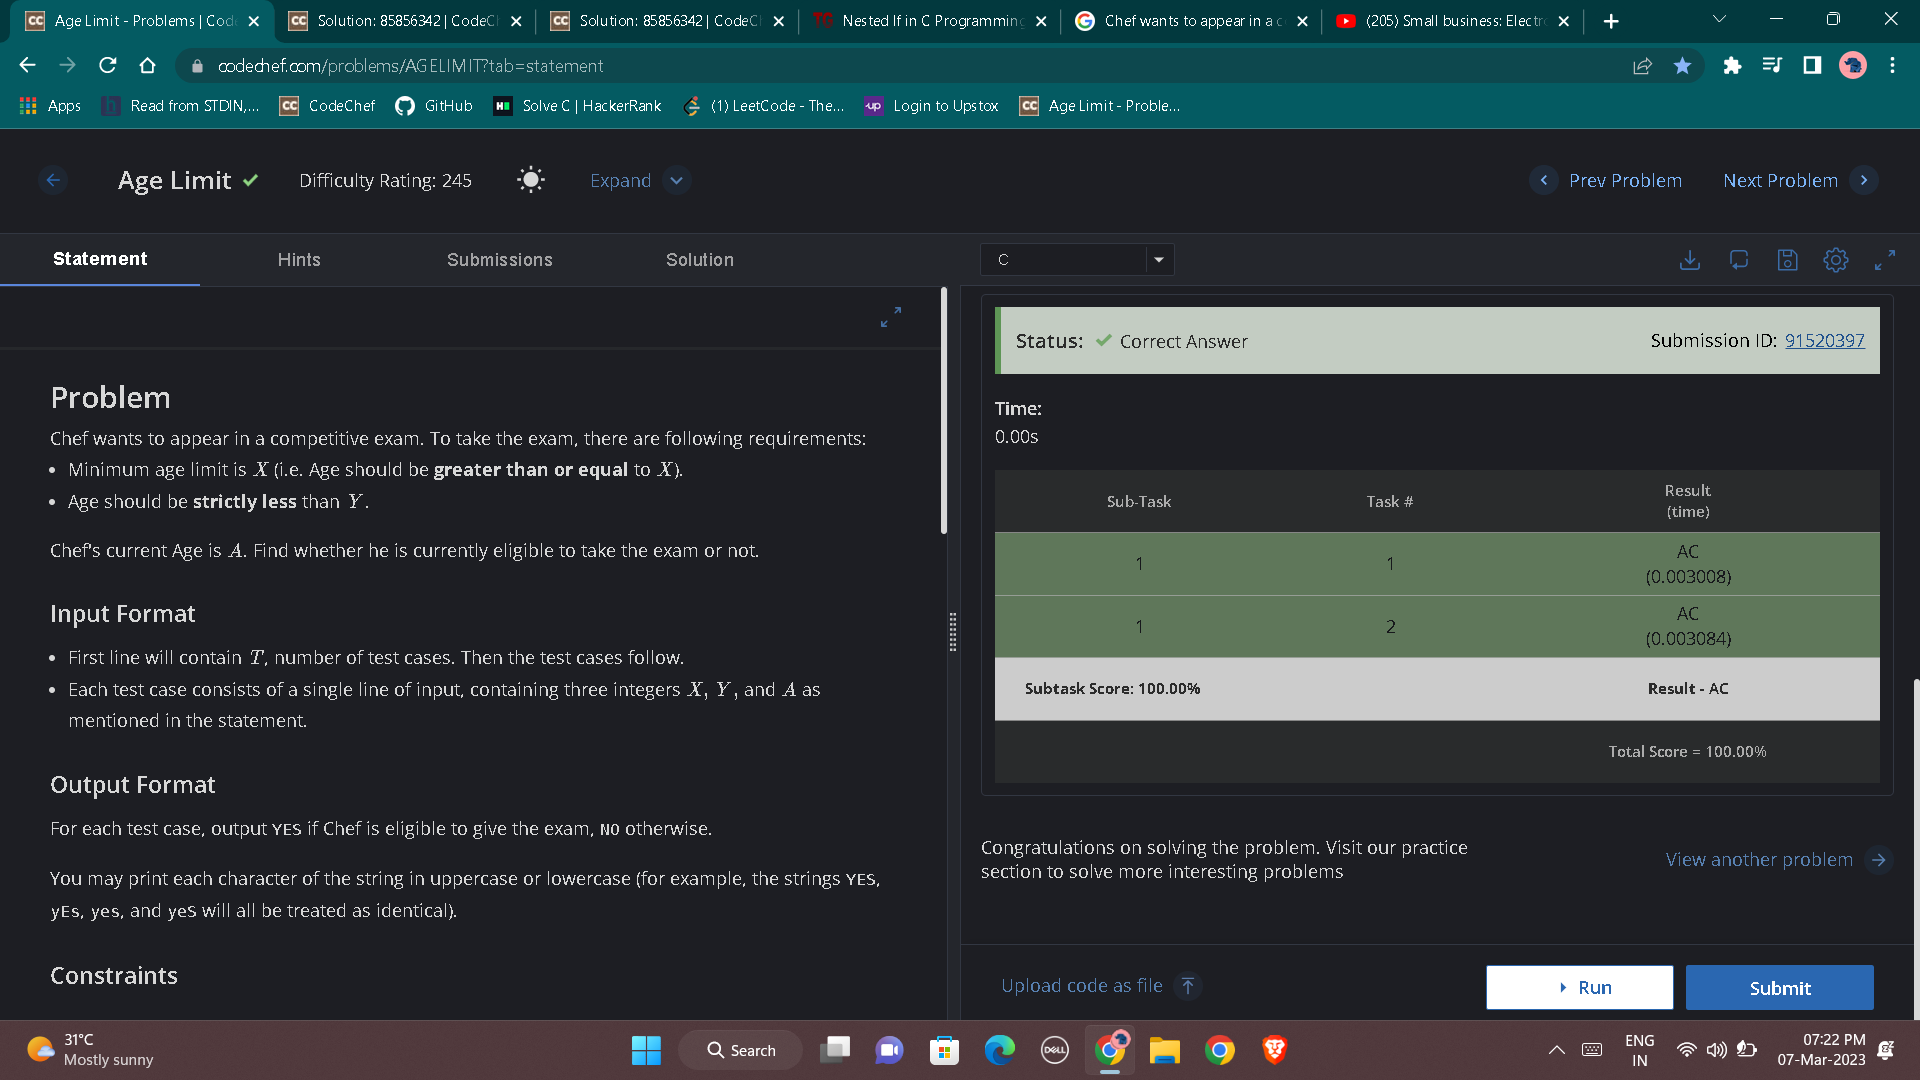 Age Limit - Problems | Code
Solution: 85856342 | CodeCh
Solution: 85856342 | CodeCh
TG Nested If in C Programming
Chef wants to appear in a co
(205) Small business: Electro
codechef.com/problems/AGELIMIT?tab=statement
Apps
Read from STDIN,...
CodeChef
GitHub
Solve C | HackerRank
(1) LeetCode - The...
Login to Upstox
Age Limit - Proble...
Age Limit
Difficulty Rating: 245
Expand
Prev Problem
Next Problem
Statement
Hints
Submissions
Solution
C
Problem
Chef wants to appear in a competitive exam. To take the exam, there are following requirements:
• Minimum age limit is X (i.e. Age should be greater than or equal to X).
• Age should be strictly less than Y.
Chef's current Age is A. Find whether he is currently eligible to take the exam or not.
Input Format
• First line will contain T, number of test cases. Then the test cases follow.
• Each test case consists of a single line of input, containing three integers X, Y, and A as
mentioned in the statement.
Output Format
For each test case, output YES if Chef is eligible to give the exam, NO otherwise.
You may print each character of the string in uppercase or lowercase (for example, the strings YES,
yEs, yes, and yeS will all be treated as identical).
Constraints
Status: Correct Answer
Submission ID: 91520397
Time:
0.00s
Sub-Task
Task #
Result
(time)
1
1
AC
(0.003008)
1
2
AC
(0.003084)
Subtask Score: 100.00%
Result - AC
Total Score = 100.00%
Congratulations on solving the problem. Visit our practice
section to solve more interesting problems
View another problem
Upload code as file
Run
Submit
31°C
Mostly sunny
Search
DELL
ENG
IN
07:22 PM
07-Mar-2023